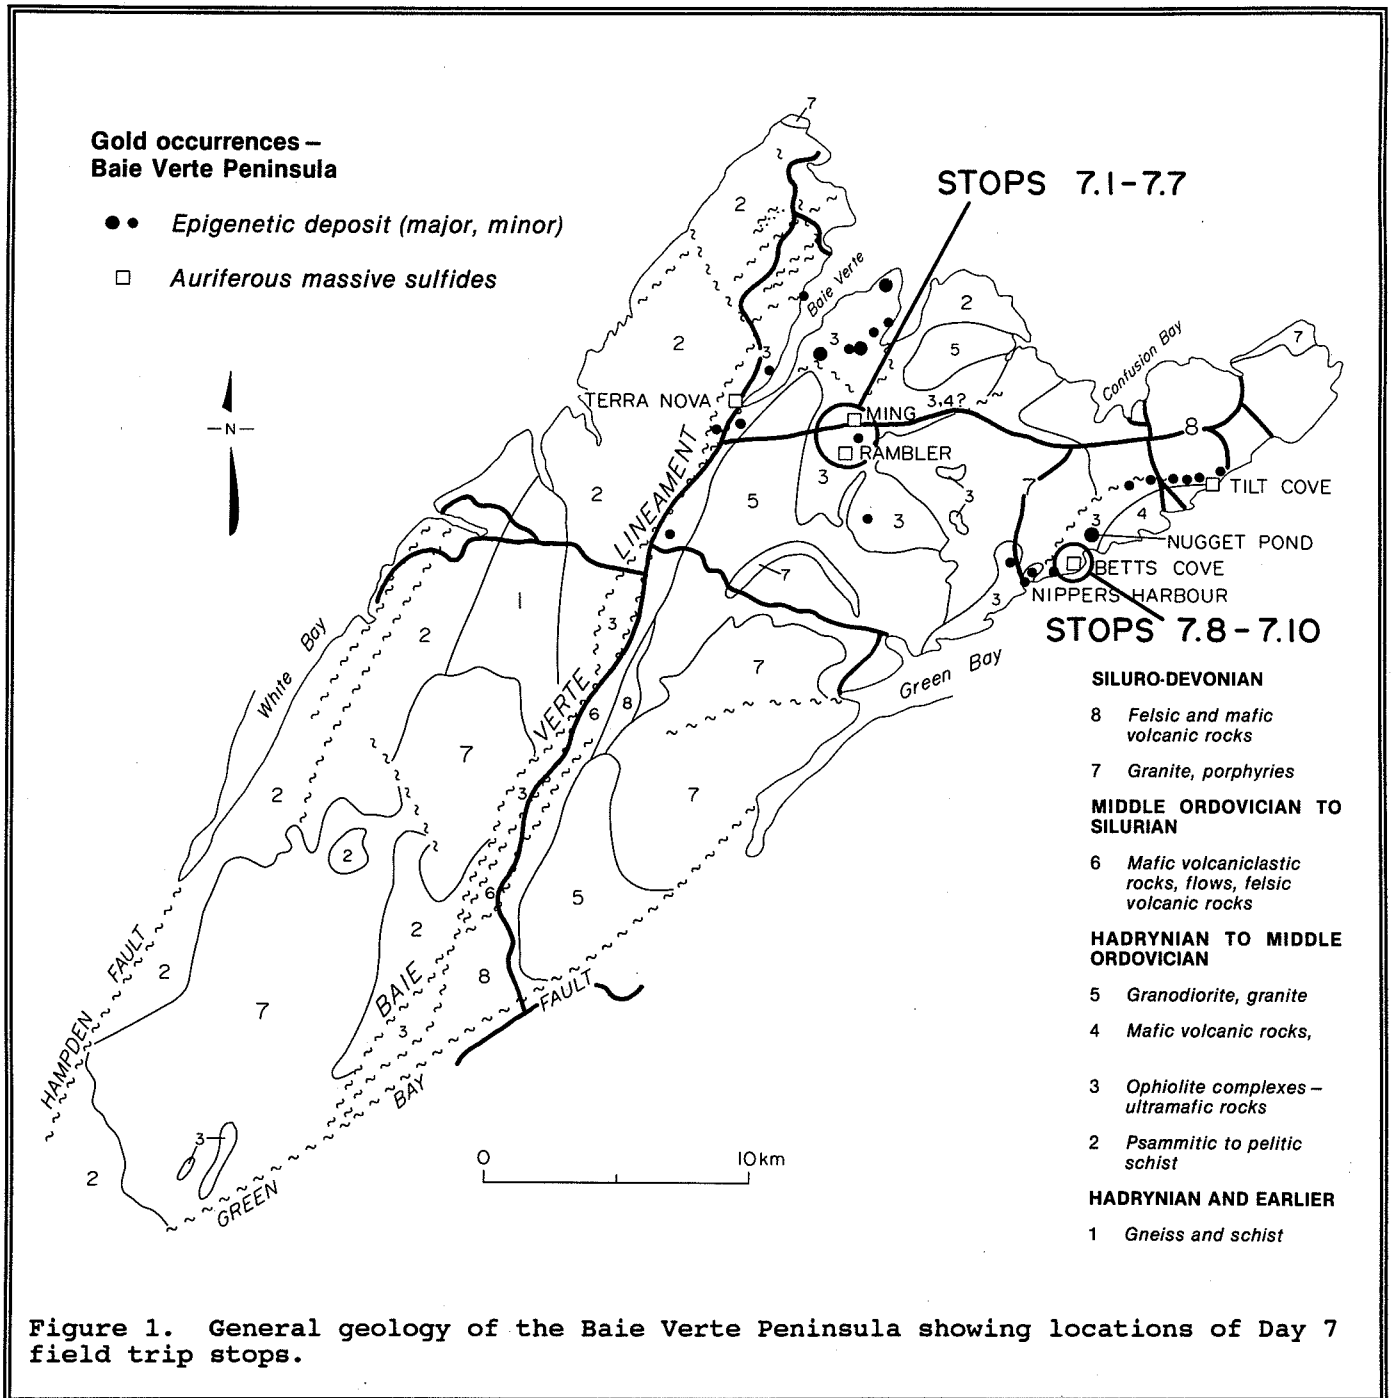 Gold occurrences –
Baie Verte Peninsula
Epigenetic deposit (major, minor)
Auriferous massive sulfides
N
7
STOPS 7.1–7.7
2
Baie Verte
2
3
3
2
5
Confusion Bay
7
TERRA NOVA
MING
3,4?
8
RAMBLER
LINEAMENT
2
5
3
3
3
7
TILT COVE
3
4
NUGGET POND
BETTS COVE
3
NIPPERS HARBOUR
STOPS 7.8–7.10
7
1
2
3
White Bay
7
Green Bay
VERTE
6
8
7
3
7
2
2
6
5
2
BAIE
8
HAMPDEN FAULT
2
7
3
GREEN BAY FAULT
3
2
0
10km
SILURO-DEVONIAN
8 Felsic and mafic
volcanic rocks
7 Granite, porphyries
MIDDLE ORDOVICIAN TO
SILURIAN
6 Mafic volcaniclastic
rocks, flows, felsic
volcanic rocks
HADRYNIAN TO MIDDLE
ORDOVICIAN
5 Granodiorite, granite
4 Mafic volcanic rocks,
3 Ophiolite complexes –
ultramafic rocks
2 Psammitic to pelitic
schist
HADRYNIAN AND EARLIER
1 Gneiss and schist
Figure 1. General geology of the Baie Verte Peninsula showing locations of Day 7
field trip stops.